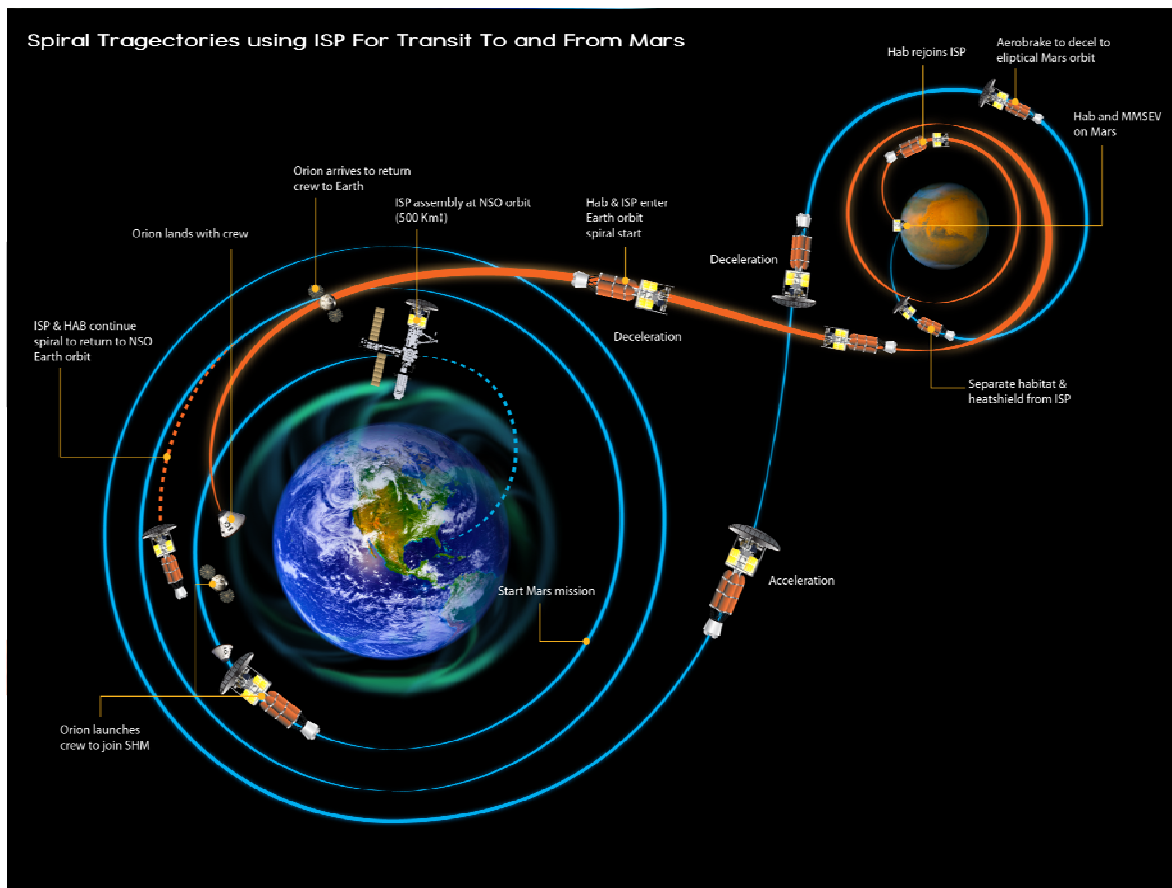 Spiral Tragectories using ISP For Transit To and From Mars
Hab rejoins ISP
Aerobrake to decel to
eliptical Mars orbit
Hab and MMSEV
on Mars
Orion arrives to return
crew to Earth
ISP assembly at NSO orbit
(500 Km))
Hab & ISP enter
Earth orbit
spiral start
Orion lands with crew
Deceleration
ISP & HAB continue
spiral to return to NSO
Earth orbit
Deceleration
Separate habitat &
heatshield from ISP
Acceleration
Start Mars mission
Orion launches
crew to join SHM